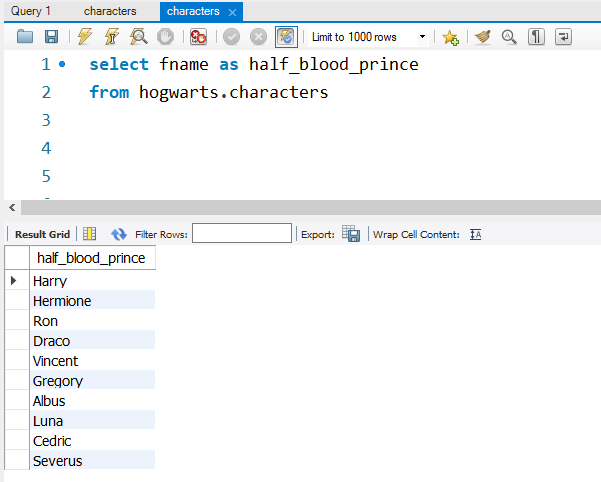 Query 1 characters characters
Limit to 1000 rows
1 select fname as half_blood_prince
2 from hogwarts.characters
3
4
5
Result Grid Filter Rows: Export: Wrap Cell Content:
half_blood_prince
Harry
Hermione
Ron
Draco
Vincent
Gregory
Albus
Luna
Cedric
Severus